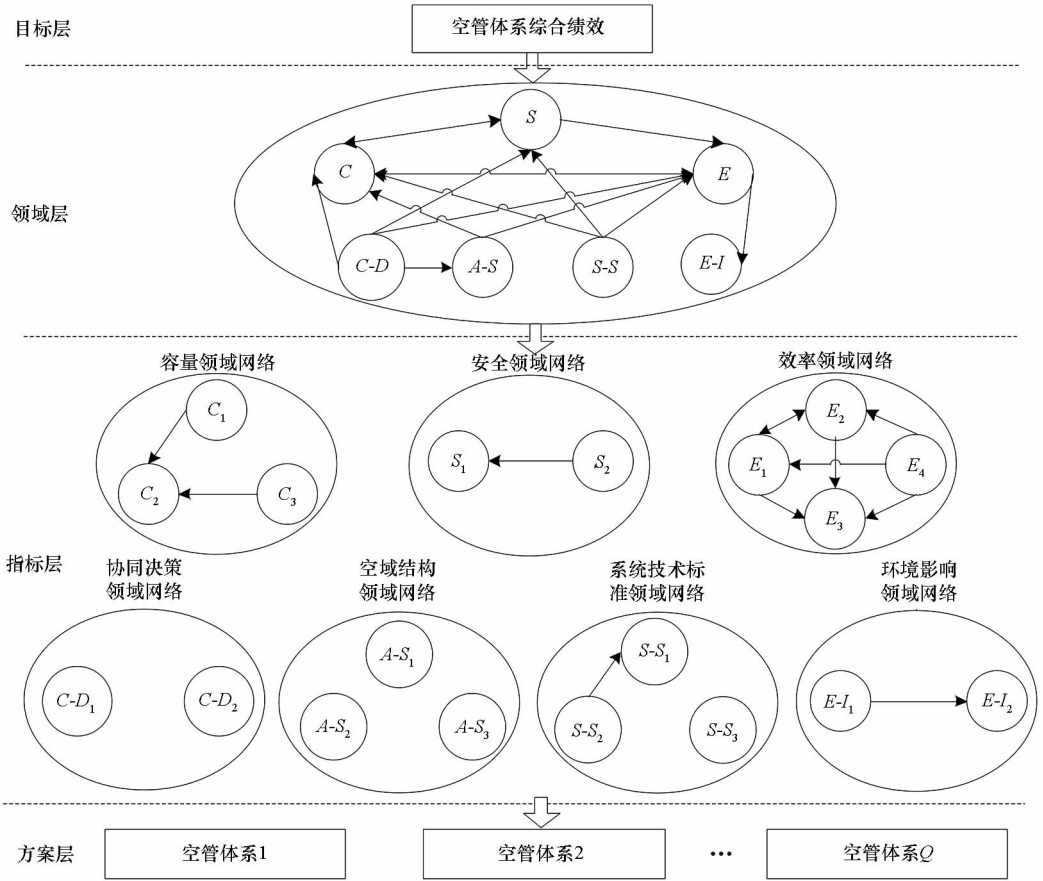 目标层
空管体系综合绩效
S
C
E
领域层
C-D
A-S
S-S
E-I
容量领域网络
安全领域网络
效率领域网络
C₁
C₂
C₃
S₁
S₂
E₂
E₁
E₄
E₃
指标层
协同决策
领域网络
空域结构
领域网络
系统技术标
准领域网络
环境影响
领域网络
C-D₁
C-D₂
A-S₁
A-S₂
A-S₃
S-S₁
S-S₂
S-S₃
E-I₁
E-I₂
方案层
空管体系1
空管体系2
…
空管体系Q